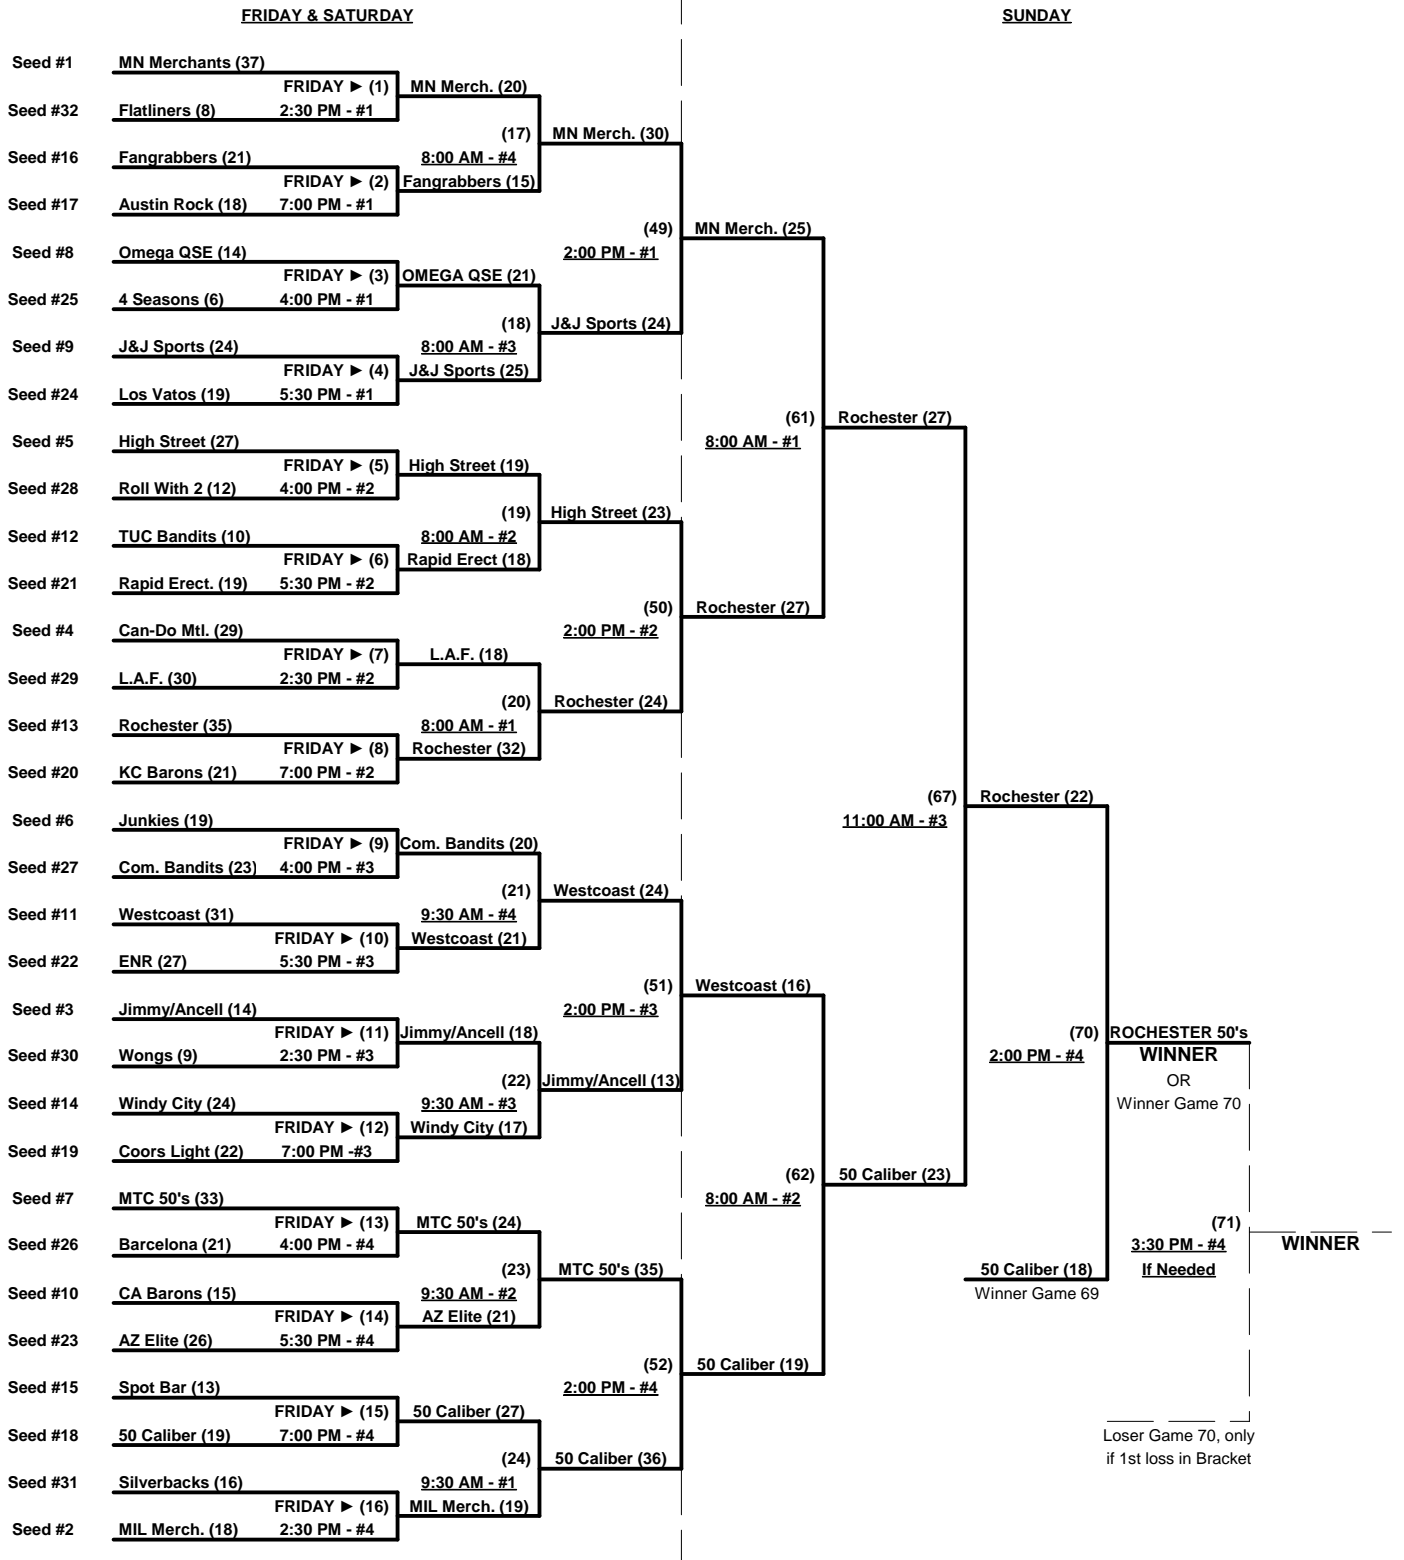 FRIDAY & SATURDAY
SUNDAY
Seed #1 MN Merchants (37)
FRIDAY ► (1) MN Merch. (20)
Seed #32 Flatliners (8) 2:30 PM - #1
(17) MN Merch. (30)
Seed #16 Fangrabbers (21) 8:00 AM - #4
FRIDAY ► (2) Fangrabbers (15)
Seed #17 Austin Rock (18) 7:00 PM - #1
(49) MN Merch. (25)
Seed #8 Omega QSE (14) 2:00 PM - #1
FRIDAY ► (3) OMEGA QSE (21)
Seed #25 4 Seasons (6) 4:00 PM - #1
(18) J&J Sports (24)
Seed #9 J&J Sports (24) 8:00 AM - #3
FRIDAY ► (4) J&J Sports (25)
Seed #24 Los Vatos (19) 5:30 PM - #1
(61) Rochester (27)
Seed #5 High Street (27) 8:00 AM - #1
FRIDAY ► (5) High Street (19)
Seed #28 Roll With 2 (12) 4:00 PM - #2
(19) High Street (23)
Seed #12 TUC Bandits (10) 8:00 AM - #2
FRIDAY ► (6) Rapid Erect (18)
Seed #21 Rapid Erect. (19) 5:30 PM - #2
(50) Rochester (27)
Seed #4 Can-Do Mtl. (29) 2:00 PM - #2
FRIDAY ► (7) L.A.F. (18)
Seed #29 L.A.F. (30) 2:30 PM - #2
(20) Rochester (24)
Seed #13 Rochester (35) 8:00 AM - #1
FRIDAY ► (8) Rochester (32)
Seed #20 KC Barons (21) 7:00 PM - #2
(67) Rochester (22)
Seed #6 Junkies (19) 11:00 AM - #3
FRIDAY ► (9) Com. Bandits (20)
Seed #27 Com. Bandits (23) 4:00 PM - #3
(21) Westcoast (24)
Seed #11 Westcoast (31) 9:30 AM - #4
FRIDAY ► (10) Westcoast (21)
Seed #22 ENR (27) 5:30 PM - #3
(51) Westcoast (16)
Seed #3 Jimmy/Ancell (14) 2:00 PM - #3
FRIDAY ► (11) Jimmy/Ancell (18) (70) ROCHESTER 50's
Seed #30 Wongs (9) 2:30 PM - #3 2:00 PM - #4 WINNER
(22) Jimmy/Ancell (13) OR
Seed #14 Windy City (24) 9:30 AM - #3 Winner Game 70
FRIDAY ► (12) Windy City (17)
Seed #19 Coors Light (22) 7:00 PM -#3
(62) 50 Caliber (23)
Seed #7 MTC 50's (33) 8:00 AM - #2
FRIDAY ► (13) MTC 50's (24) (71)
Seed #26 Barcelona (21) 4:00 PM - #4 3:30 PM - #4 WINNER
(23) MTC 50's (35) 50 Caliber (18) If Needed
Seed #10 CA Barons (15) 9:30 AM - #2 Winner Game 69
FRIDAY ► (14) AZ Elite (21)
Seed #23 AZ Elite (26) 5:30 PM - #4
(52) 50 Caliber (19)
Seed #15 Spot Bar (13) 2:00 PM - #4
FRIDAY ► (15) 50 Caliber (27)
Seed #18 50 Caliber (19) 7:00 PM - #4 Loser Game 70, only
(24) 50 Caliber (36) if 1st loss in Bracket
Seed #31 Silverbacks (16) 9:30 AM - #1
FRIDAY ► (16) MIL Merch. (19)
Seed #2 MIL Merch. (18) 2:30 PM - #4